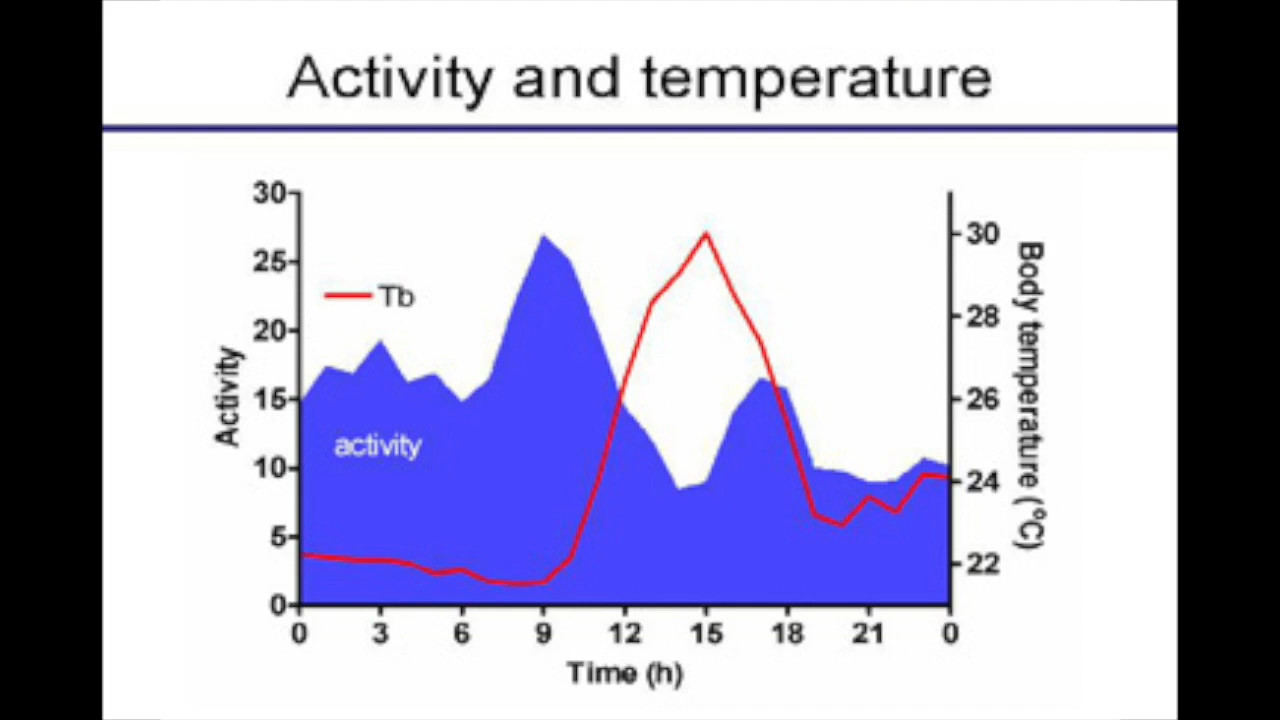 Activity and temperature
30
25
20
15
10
5
0
Activity
Tb
activity
30
28
26
24
22
Body temperature (°C)
0 3 6 9 12 15 18 21 0
Time (h)